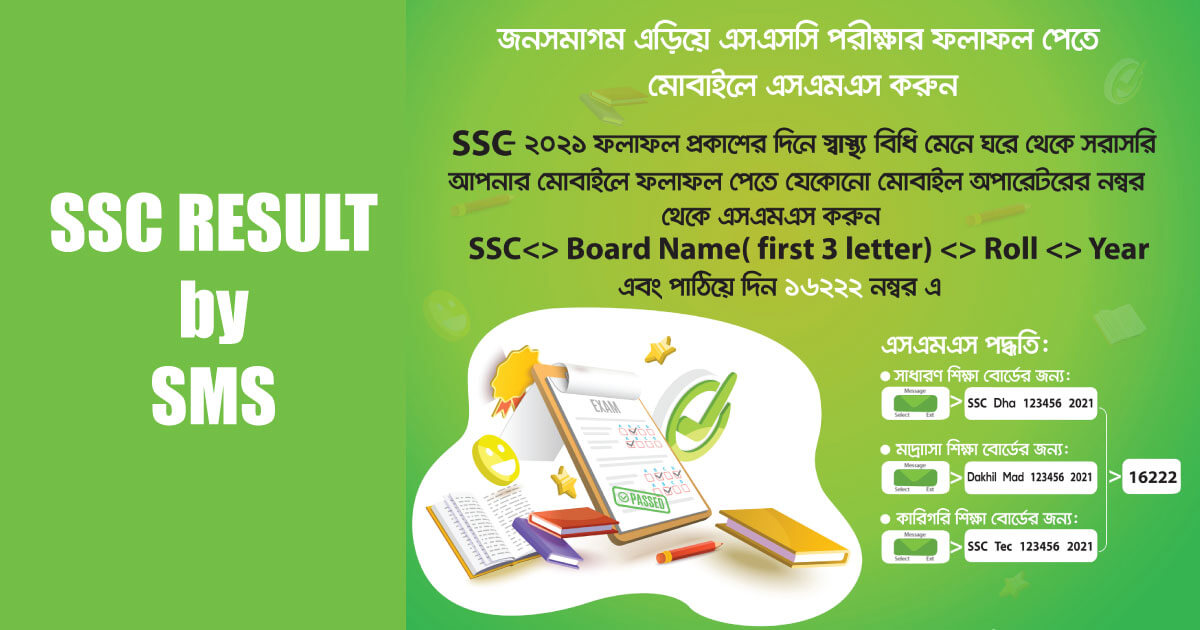 SSC RESULT
by
SMS
জনসমাগম এড়িয়ে এসএসসি পরীক্ষার ফলাফল পেতে
মোবাইলে এসএমএস করুন
SSC- ২০২১ ফলাফল প্রকাশের দিনে স্বাস্থ্য বিধি মেনে ঘরে থেকে সরাসরি
আপনার মোবাইলে ফলাফল পেতে যেকোনো মোবাইল অপারেটরের নম্বর
থেকে এসএমএস করুন
SSC<> Board Name( first 3 letter) <> Roll <> Year
এবং পাঠিয়ে দিন ১৬২২২ নম্বর এ
EXAM
PASSED
এসএমএস পদ্ধতি:
সাধারণ শিক্ষা বোর্ডের জন্য:
Message
Select Exit
> SSC Dha 123456 2021
মাদ্রাাসা শিক্ষা বোর্ডের জন্য:
Message
Select Exit
> Dakhil Mad 123456 2021
> 16222
কারিগরি শিক্ষা বোর্ডের জন্য:
Message
Select Exit
> SSC Tec 123456 2021